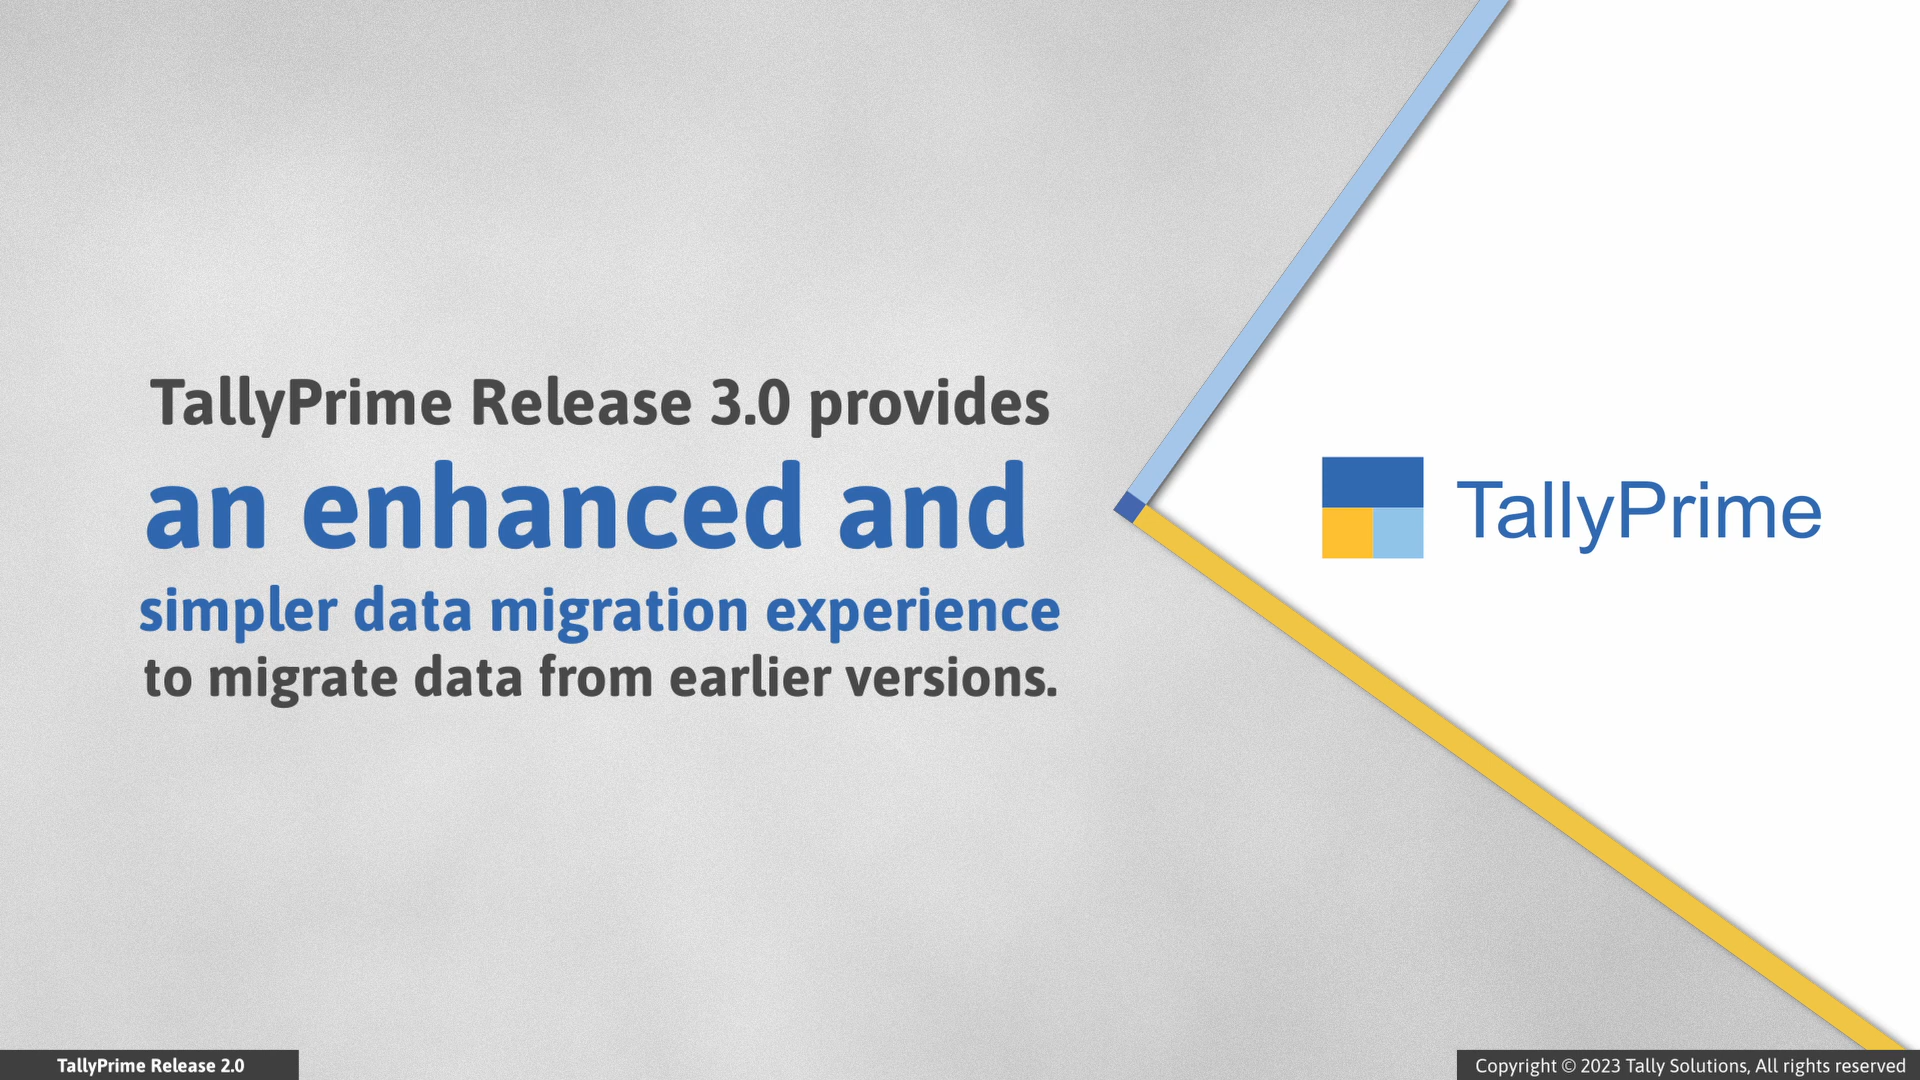 TallyPrime Release 3.0 provides
an enhanced and
simpler data migration experience
to migrate data from earlier versions.
TallyPrime
TallyPrime Release 2.0
Copyright © 2023 Tally Solutions, All rights reserved